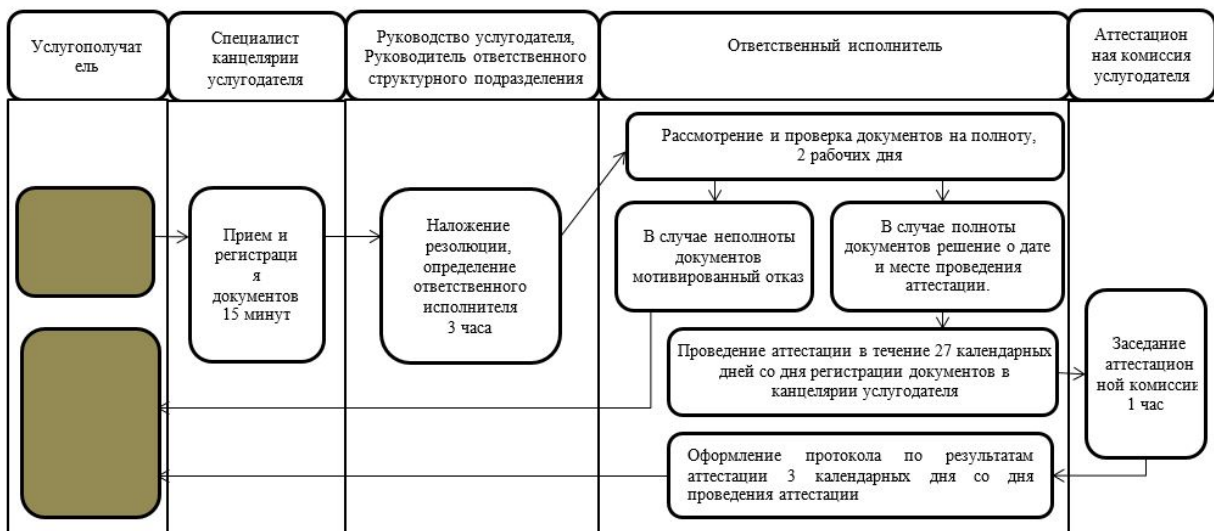 Услугополучат
ель
Специалист
канцелярии
услугодателя
Руководство услугодателя,
Руководитель ответственного
структурного подразделения
Ответственный исполнитель
Аттестацион
ная комиссия
услугодателя
Рассмотрение и проверка документов на полноту,
2 рабочих дня
Прием и
регистраци
я
документов
15 минут
Наложение
резолюции,
определение
ответственного
исполнителя
3 часа
В случае неполноты
документов
мотивированный отказ
В случае полноты
документов решение о дате
и месте проведения
аттестации.
Проведение аттестации в течение 27 календарных
дней со дня регистрации документов в
канцелярии услугодателя
Заседание
аттестацион
ной комиссии
1 час
Оформление протокола по результатам
аттестации 3 календарных дня со дня
проведения аттестации